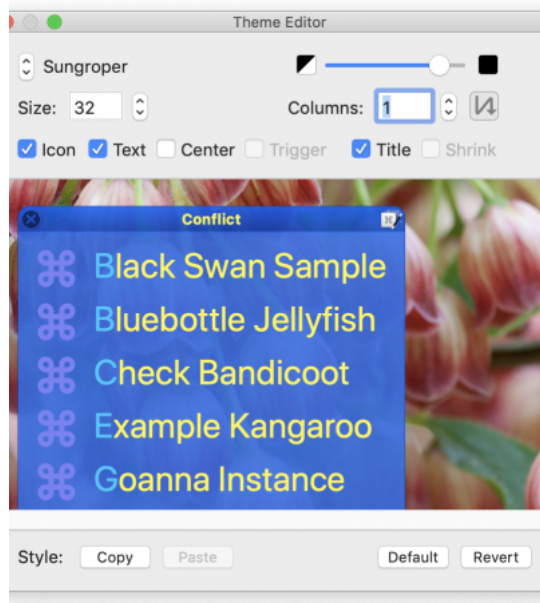 Theme Editor
Sungroper
Size: 32 Columns: 1
Icon Text Center Trigger Title Shrink
Conflict
⌘ Black Swan Sample
⌘ Bluebottle Jellyfish
⌘ Check Bandicoot
⌘ Example Kangaroo
⌘ Goanna Instance
Style: Copy Paste Default Revert